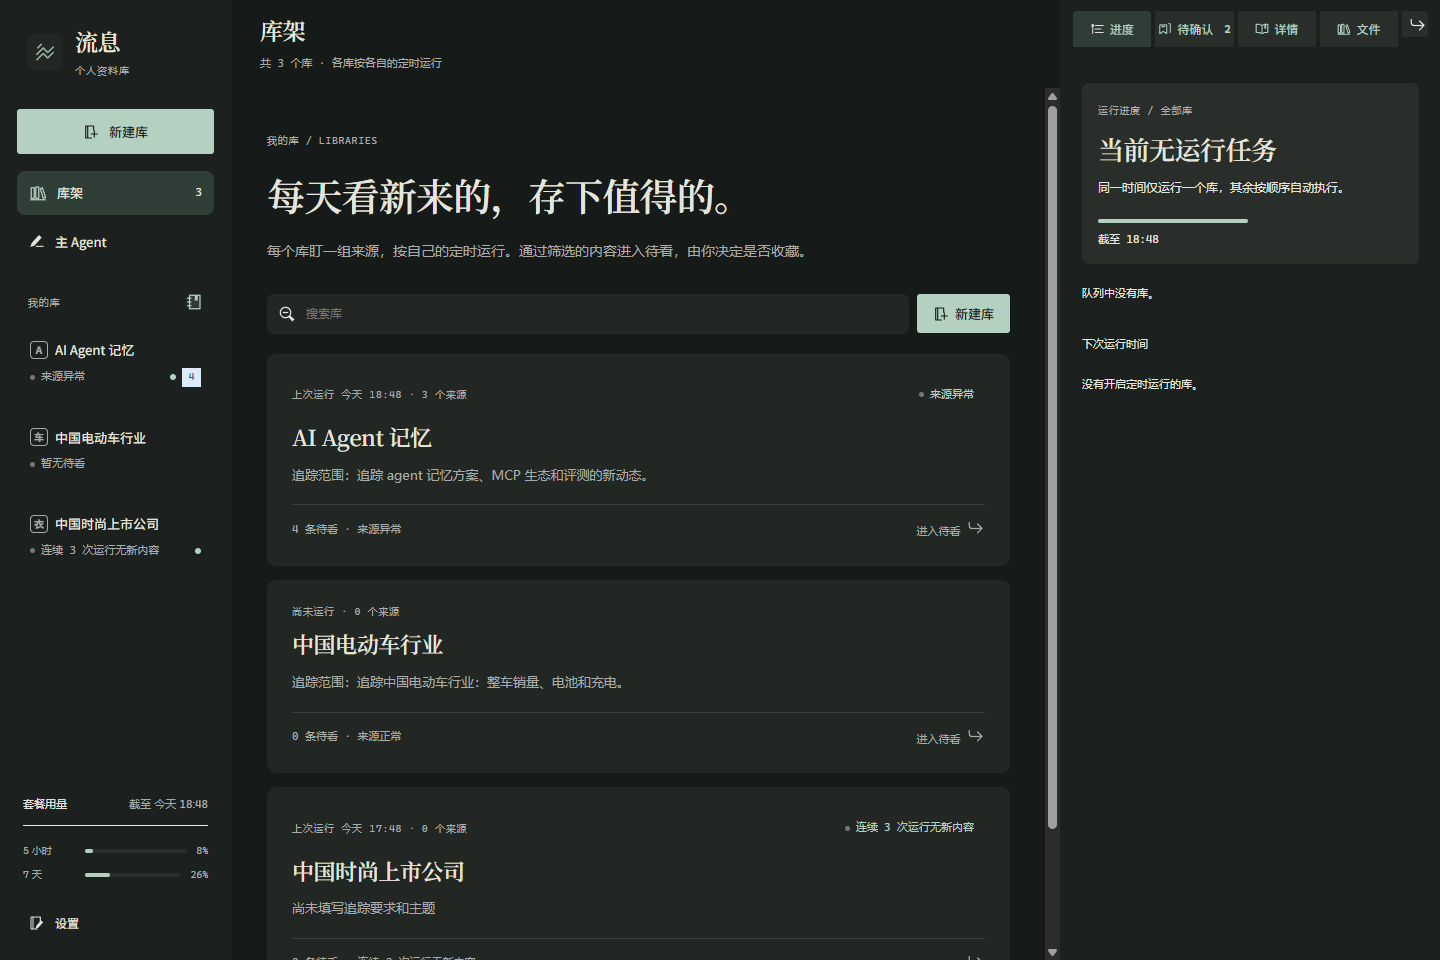 流息
个人资料库
新建库
库架 3
主 Agent
我的库
A AI Agent 记忆
来源异常 4
车 中国电动车行业
暂无待看
衣 中国时尚上市公司
连续 3 次运行无新内容
套餐用量 截至 今天 18:48
5 小时 8%
7 天 26%
设置
库架
共 3 个库 · 各库按各自的定时运行
我的库 / LIBRARIES
每天看新来的，存下值得的。
每个库盯一组来源，按自己的定时运行。通过筛选的内容进入待看，由你决定是否收藏。
搜索库
新建库
上次运行 今天 18:48 · 3 个来源
来源异常
AI Agent 记忆
追踪范围：追踪 agent 记忆方案、MCP 生态和评测的新动态。
4 条待看 · 来源异常
进入待看
尚未运行 · 0 个来源
中国电动车行业
追踪范围：追踪中国电动车行业：整车销量、电池和充电。
0 条待看 · 来源正常
进入待看
上次运行 今天 17:48 · 0 个来源
连续 3 次运行无新内容
中国时尚上市公司
尚未填写追踪要求和主题
进度
待确认 2
详情
文件
运行进度 / 全部库
当前无运行任务
同一时间仅运行一个库，其余按顺序自动执行。
截至 18:48
队列中没有库。
下次运行时间
没有开启定时运行的库。